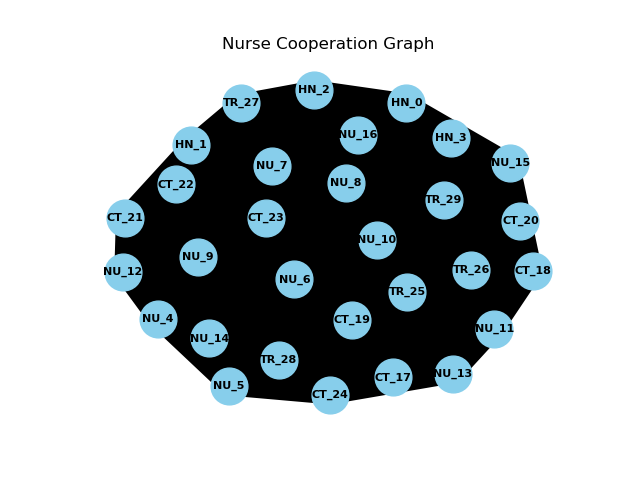 Nurse Cooperation Graph
HN_2
TR_27
HN_0
NU_16
HN_3
HN_1
NU_15
NU_7
NU_8
CT_22
TR_29
CT_21
CT_23
CT_20
NU_10
NU_9
NU_12
TR_26
CT_18
NU_6
TR_25
NU_4
CT_19
NU_11
NU_14
TR_28
NU_13
CT_17
NU_5
CT_24